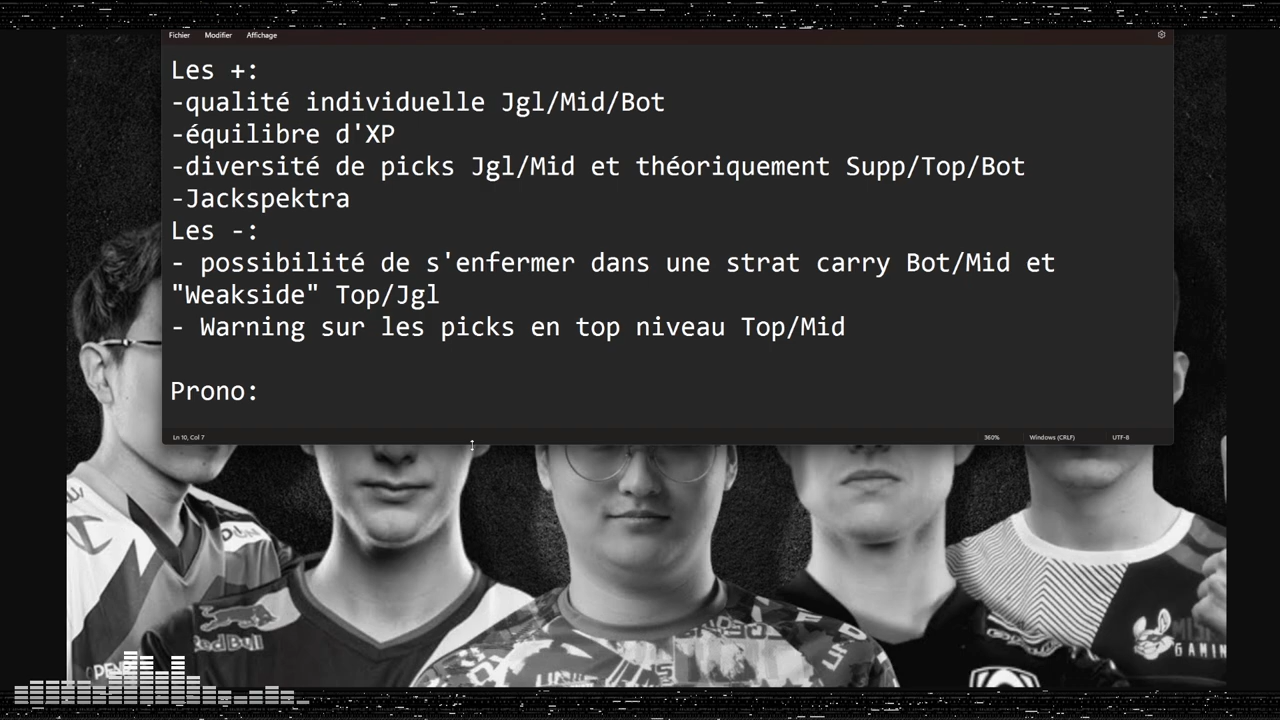 Fichier Modifier Affichage
Les +:
-qualité individuelle Jgl/Mid/Bot
-équilibre d'XP
-diversité de picks Jgl/Mid et théoriquement Supp/Top/Bot
-Jackspektra
Les -:
- possibilité de s'enfermer dans une strat carry Bot/Mid et
"Weakside" Top/Jgl
- Warning sur les picks en top niveau Top/Mid
Prono:
Ln 10, Col 7 360% Windows (CRLF) UTF-8
Red Bull